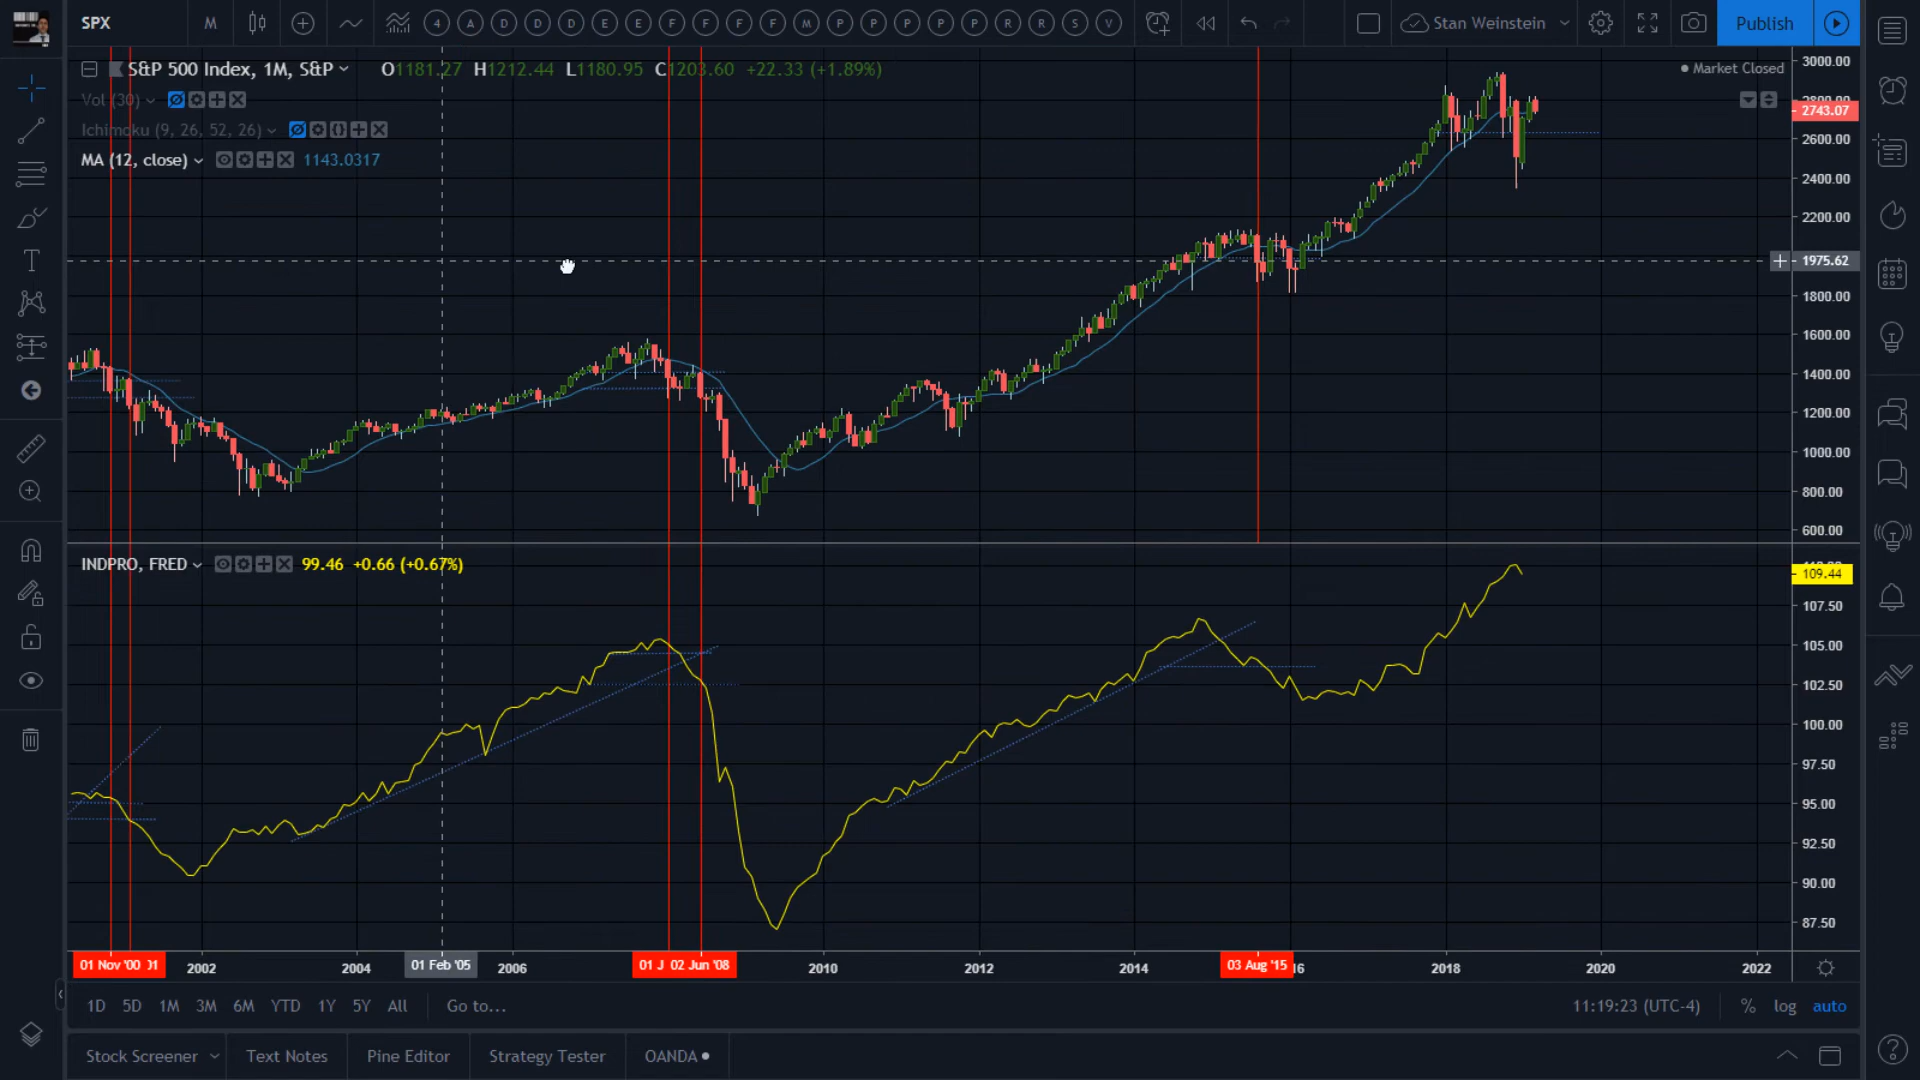 SPX M 4 A D D D E E F F F F M P P P P P R R S V Stan Weinstein Publish
S&P 500 Index, 1M, S&P O1181.27 H1212.44 L1180.95 C1203.60 +22.33 (+1.89%)
Market Closed
Vol (30)
Ichimoku (9, 26, 52, 26)
MA (12, close) 1143.0317
3000.00
2800.00
2743.07
2600.00
2400.00
2200.00
1975.62
1800.00
1600.00
1400.00
1200.00
1000.00
800.00
600.00
INDPRO, FRED 99.46 +0.66 (+0.67%)
109.44
107.50
105.00
102.50
100.00
97.50
95.00
92.50
90.00
87.50
01 Nov '00 2002 2004 01 Feb '05 2006 01 J 02 Jun '08 2010 2012 2014 03 Aug '15 16 2018 2020 2022
1D 5D 1M 3M 6M YTD 1Y 5Y All Go to... 11:19:23 (UTC-4) % log auto
Stock Screener Text Notes Pine Editor Strategy Tester OANDA